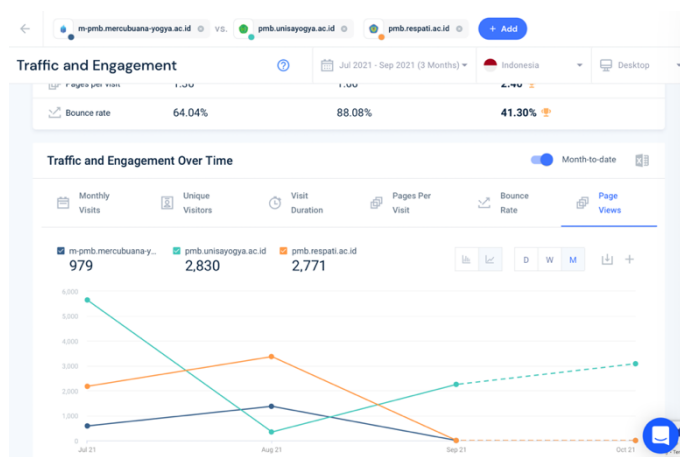 m-pmb.mercubuana-yogya.ac.id vs. pmb.unisayogya.ac.id pmb.respati.ac.id + Add
Traffic and Engagement Jul 2021 - Sep 2021 (3 Months) Indonesia Desktop
Pages per visit
Bounce rate 64.04% 88.08% 41.30%
Traffic and Engagement Over Time Month-to-date
Monthly Visits
Unique Visitors
Visit Duration
Pages Per Visit
Bounce Rate
Page Views
m-pmb.mercubuana-y... pmb.unisayogya.ac.id pmb.respati.ac.id
979 2,830 2,771
D W M
6,000
5,000
4,000
3,000
2,000
1,000
0
Jul 21 Aug 21 Sep 21 Oct 21